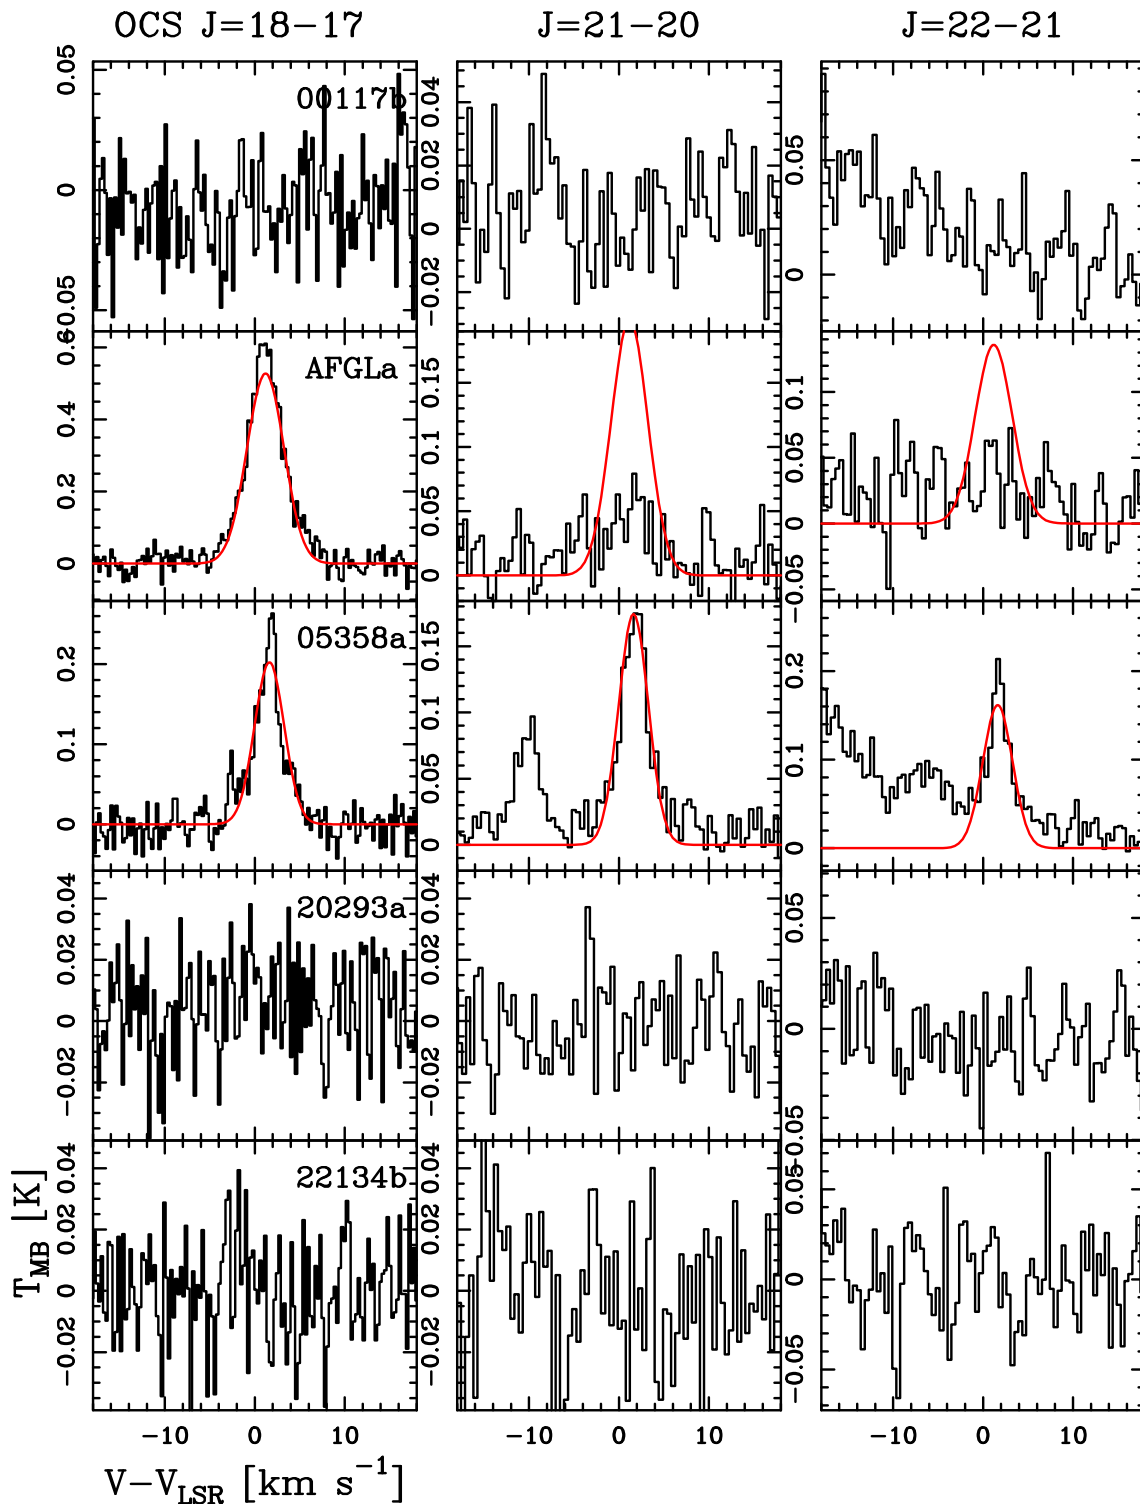 OCS J=18−17 J=21−20 J=22−21
00117b
0.05 0 0.05
0.04 0.02 0 −0.02
0.05 0
AFGLa
0.6 0.4 0.2 0
0.15 0.1 0.05 0
0.1 0.05 0 −0.05
05358a
0.2 0.1 0
0.15 0.1 0.05 0
0.2 0.1 0
20293a
0.04 0.02 0 −0.02
0.04 0.02 0 −0.02
0.05 0 0.05
22134b
0.04 0.02 0 −0.02
0.04 0.02 0 −0.02
0.05 0 −0.05
T_MB [K]
−10 0 10 −10 0 10 −10 0 10
V−V_LSR [km s⁻¹]